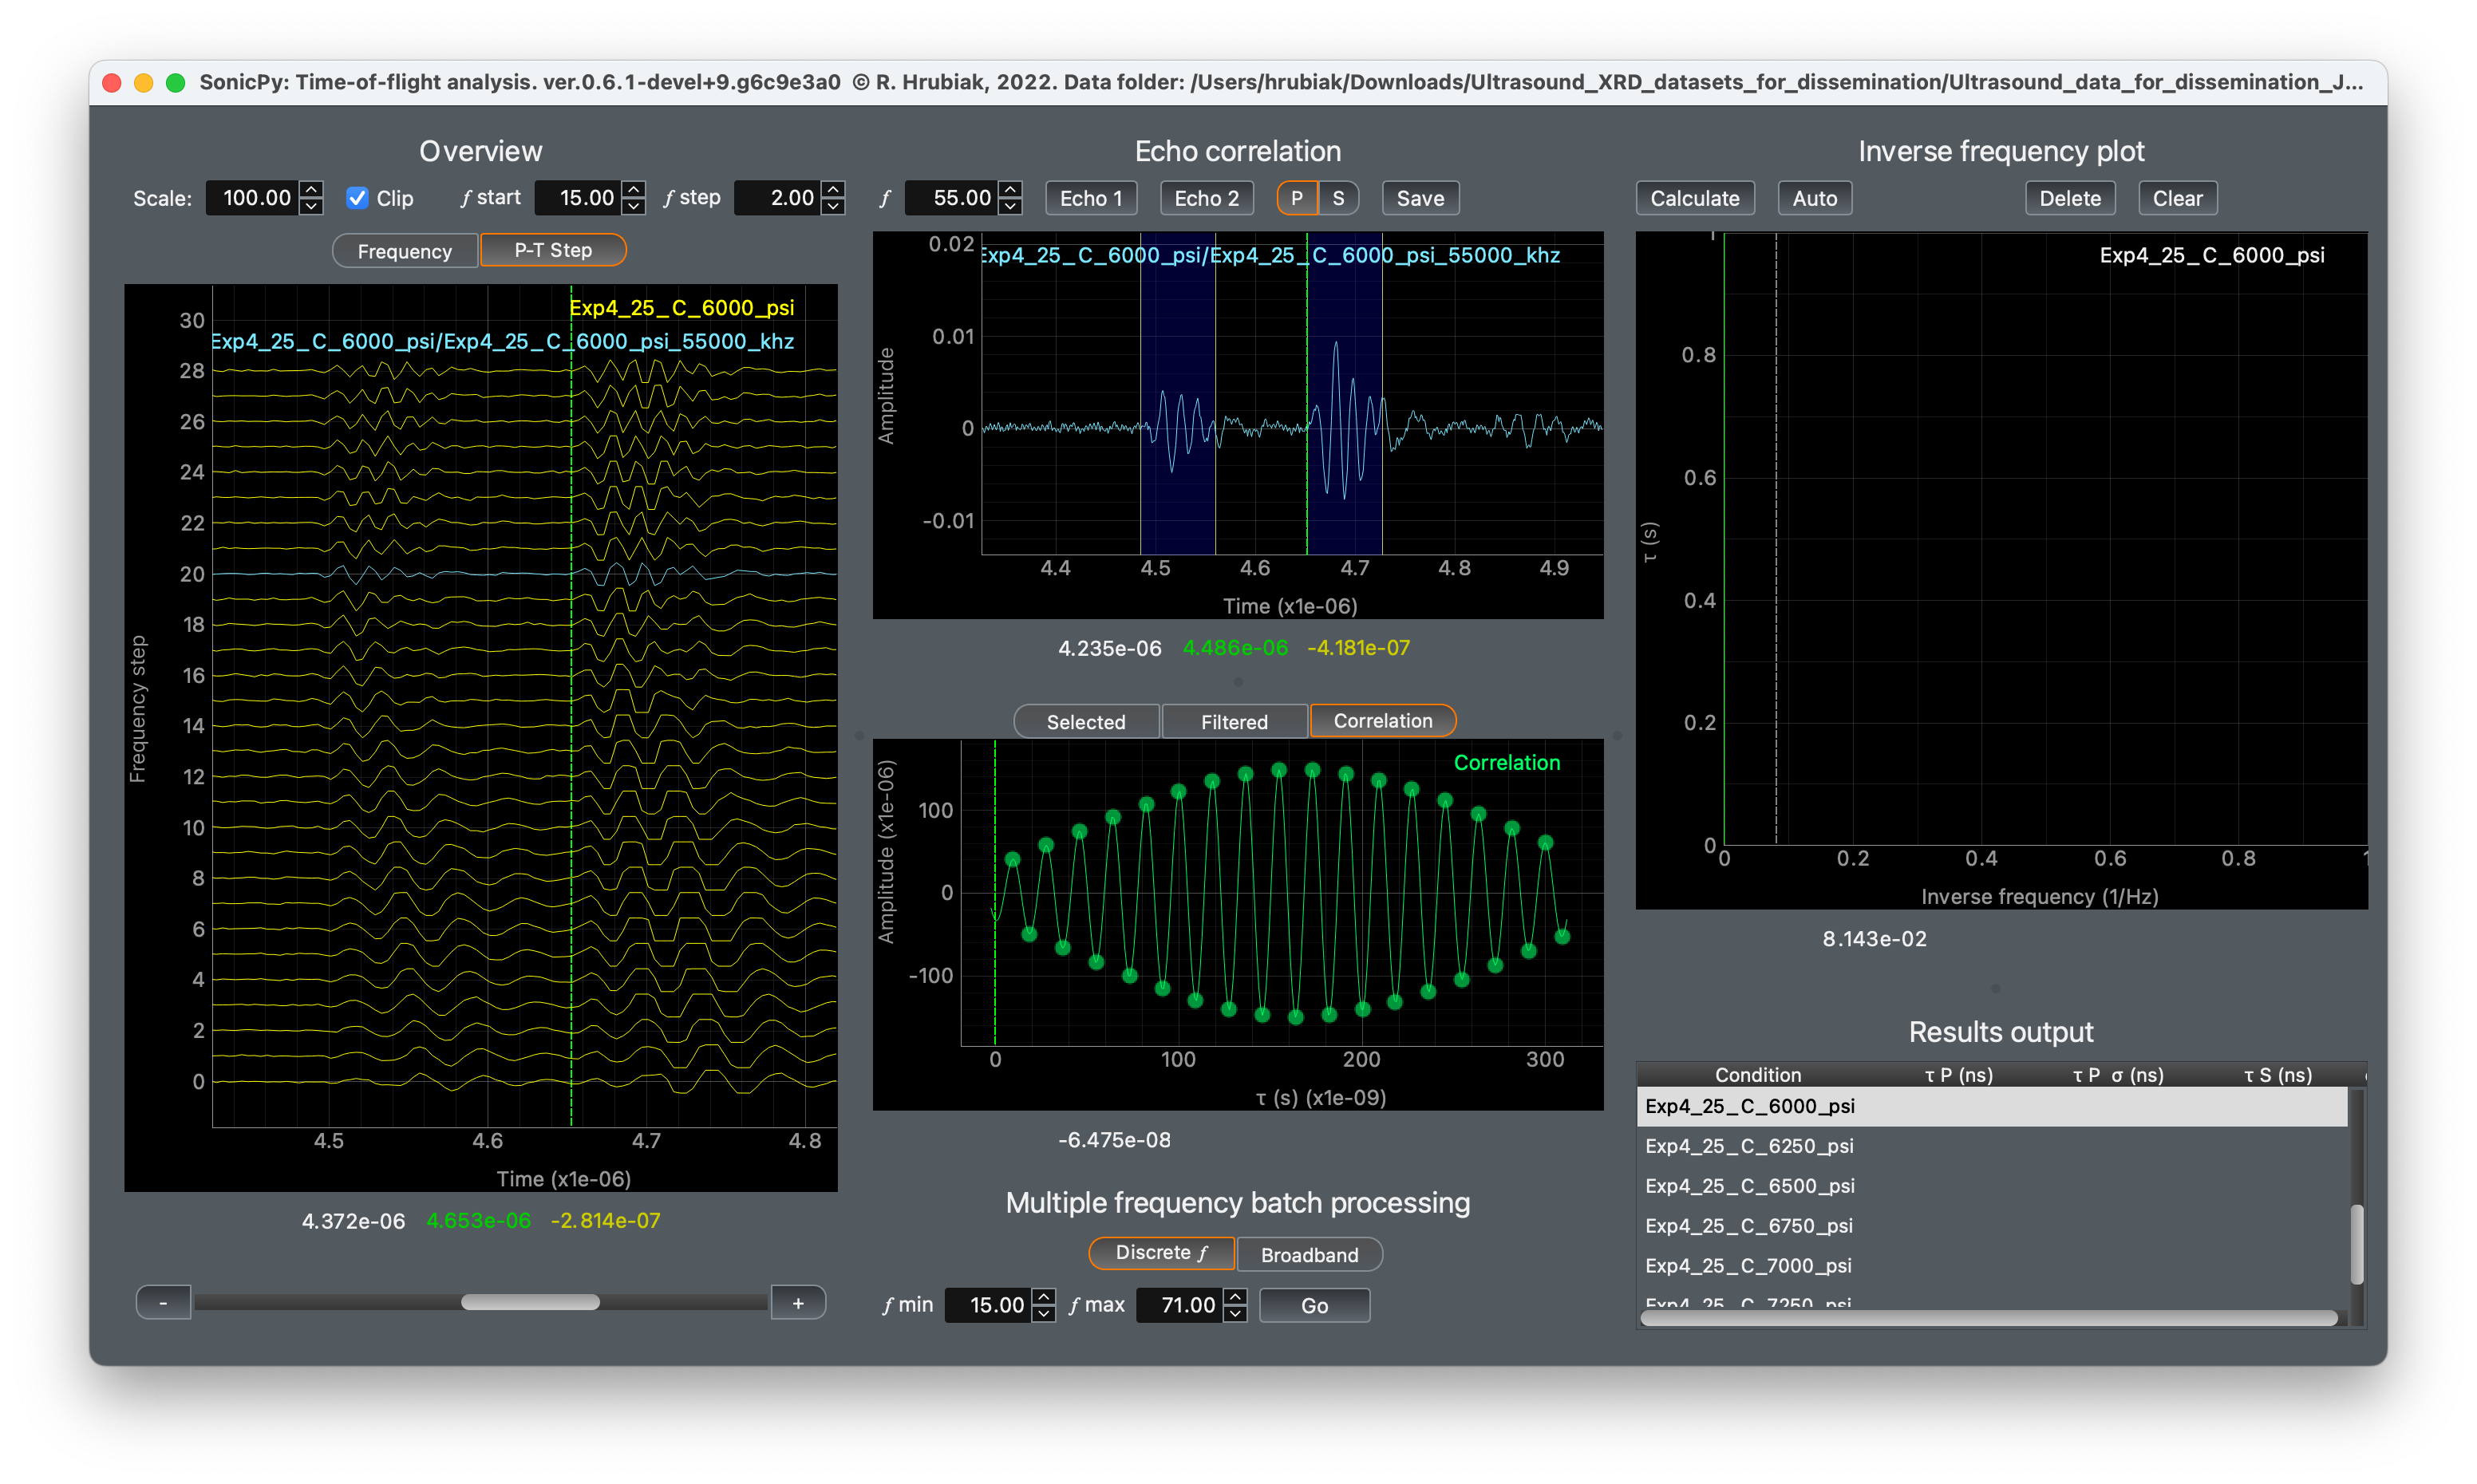 SonicPy: Time-of-flight analysis. ver.0.6.1-devel+9.g6c9e3a0 © R. Hrubiak, 2022. Data folder: /Users/hrubiak/Downloads/Ultrasound_XRD_datasets_for_dissemination/Ultrasound_data_for_dissemination_J...
Overview
Scale: 100.00 Clip f start 15.00 f step 2.00
Frequency P-T Step
Exp4_25_C_6000_psi
Exp4_25_C_6000_psi/Exp4_25_C_6000_psi_55000_khz
30
28
26
24
22
20
18
16
14
12
10
8
6
4
2
0
Frequency step
4.5 4.6 4.7 4.8
Time (x1e-06)
4.372e-06 4.653e-06 -2.814e-07
- +
Echo correlation
f 55.00 Echo 1 Echo 2 P S Save
Exp4_25_C_6000_psi/Exp4_25_C_6000_psi_55000_khz
0.02
0.01
0
-0.01
Amplitude
4.4 4.5 4.6 4.7 4.8 4.9
Time (x1e-06)
4.235e-06 4.486e-06 -4.181e-07
Selected Filtered Correlation
Correlation
100
0
-100
Amplitude (x1e-06)
0 100 200 300
τ (s) (x1e-09)
-6.475e-08
Multiple frequency batch processing
Discrete f Broadband
f min 15.00 f max 71.00 Go
Inverse frequency plot
Calculate Auto Delete Clear
Exp4_25_C_6000_psi
1
0.8
0.6
0.4
0.2
0
τ (s)
0 0.2 0.4 0.6 0.8 1
Inverse frequency (1/Hz)
8.143e-02
Results output
Condition τ P (ns) τ P σ (ns) τ S (ns)
Exp4_25_C_6000_psi
Exp4_25_C_6250_psi
Exp4_25_C_6500_psi
Exp4_25_C_6750_psi
Exp4_25_C_7000_psi
Exp4_25_C_7250_psi